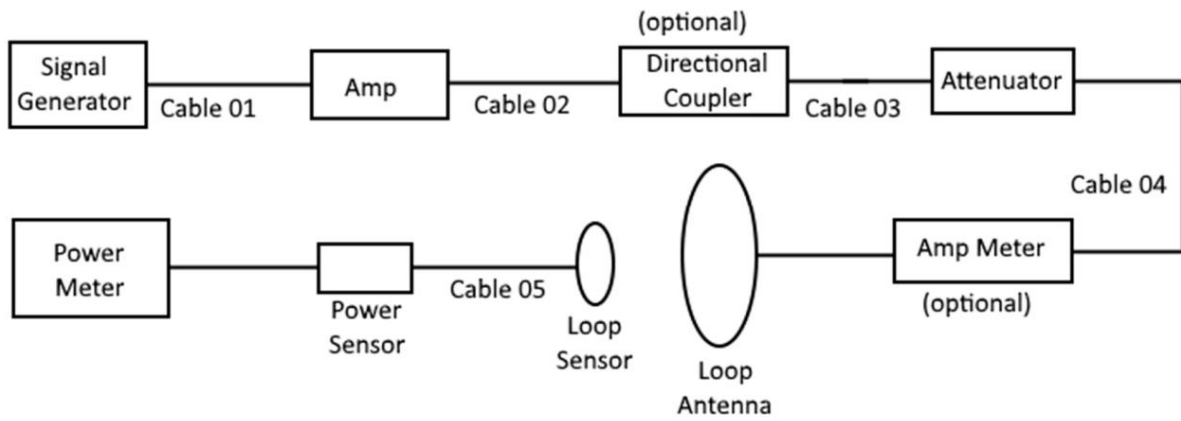 (optional)
Signal
Generator
Cable 01
Amp
Cable 02
Directional
Coupler
Cable 03
Attenuator
Cable 04
Power
Meter
Power
Sensor
Cable 05
Loop
Sensor
Loop
Antenna
Amp Meter
(optional)